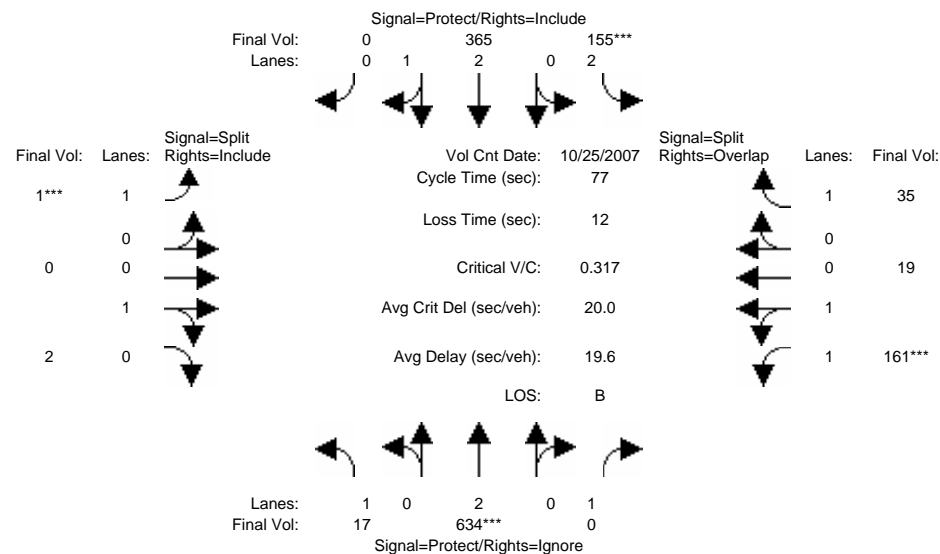 Signal=Protect/Rights=Include
Final Vol: 0 365 155***
Lanes: 0 1 2 0 2
Signal=Split
Final Vol: Lanes: Rights=Include
Vol Cnt Date: 10/25/2007
Signal=Split
Rights=Overlap Lanes: Final Vol:
Cycle Time (sec): 77
1*** 1
1 35
Loss Time (sec): 12
0
0
0 0
Critical V/C: 0.317
0 19
1
Avg Crit Del (sec/veh): 20.0
1
2 0
Avg Delay (sec/veh): 19.6
1 161***
LOS: B
Lanes: 1 0 2 0 1
Final Vol: 17 634*** 0
Signal=Protect/Rights=Ignore